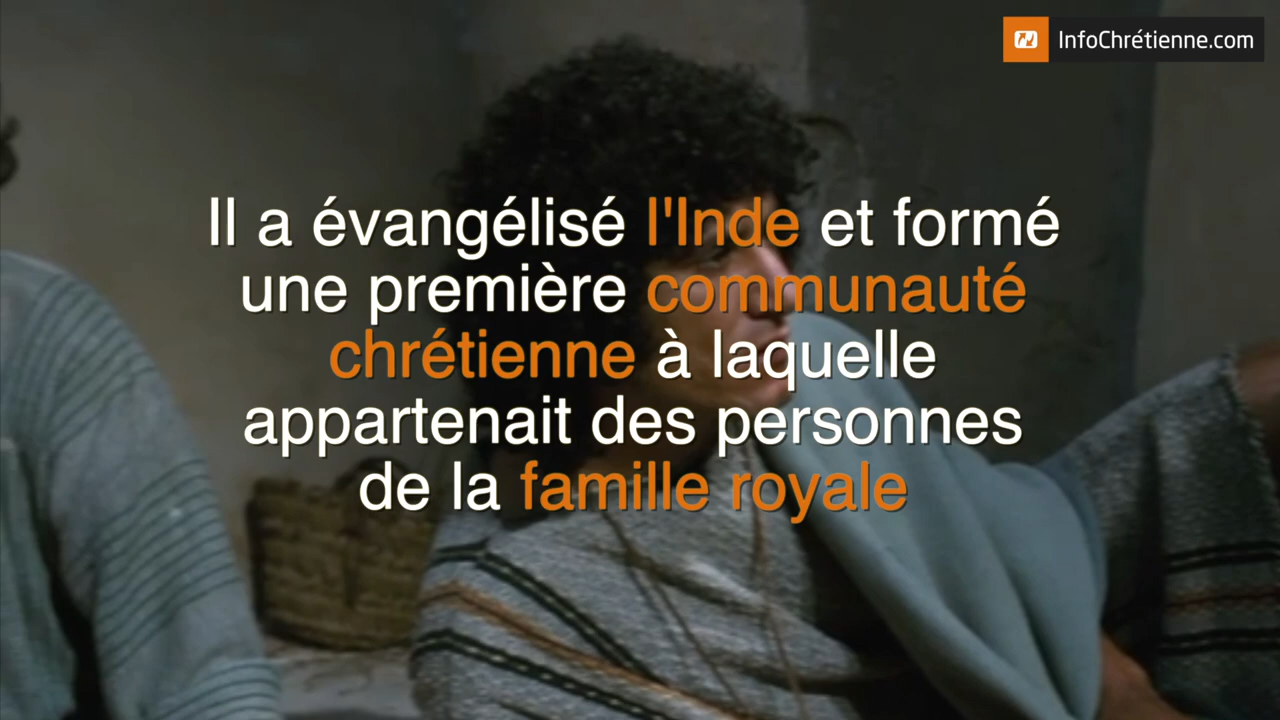 InfoChrétienne.com
Il a évangélisé l'Inde et formé
une première communauté
chrétienne à laquelle
appartenait des personnes
de la famille royale